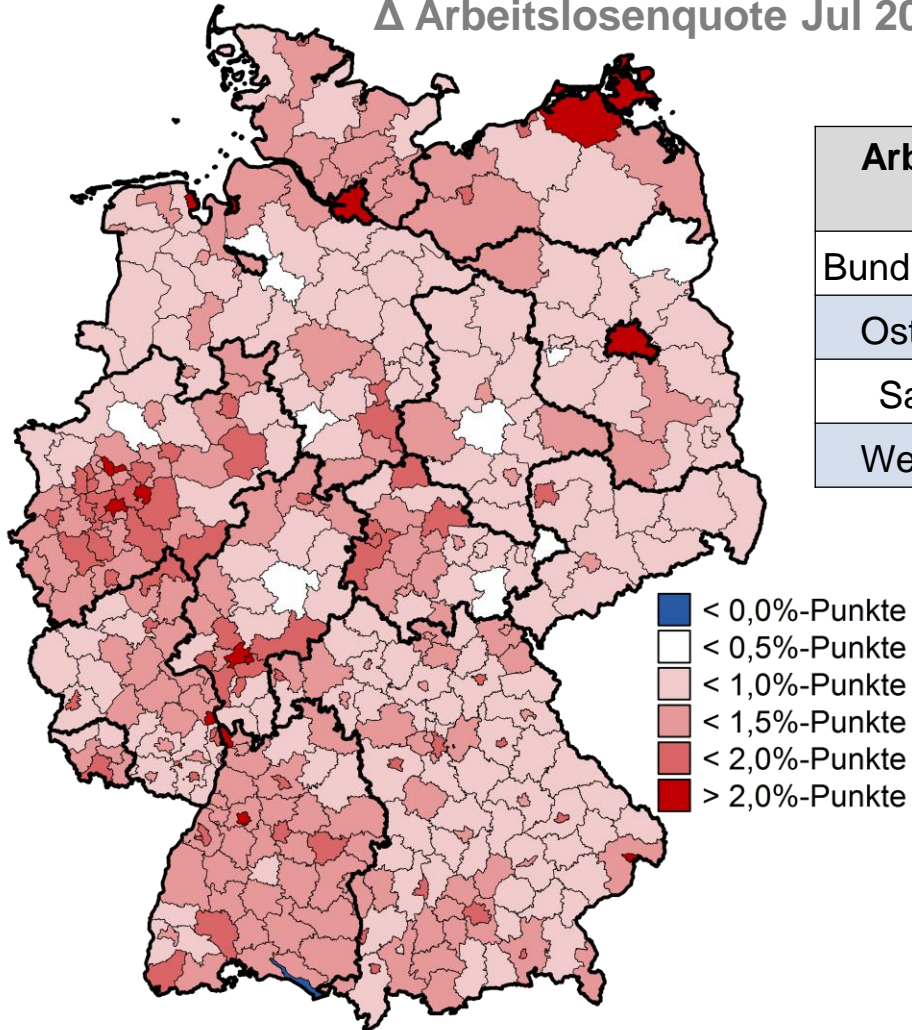 Δ Arbeitslosenquote Jul 20
Arb
Bund
Ost
Sa
We
< 0,0%-Punkte
< 0,5%-Punkte
< 1,0%-Punkte
< 1,5%-Punkte
< 2,0%-Punkte
> 2,0%-Punkte